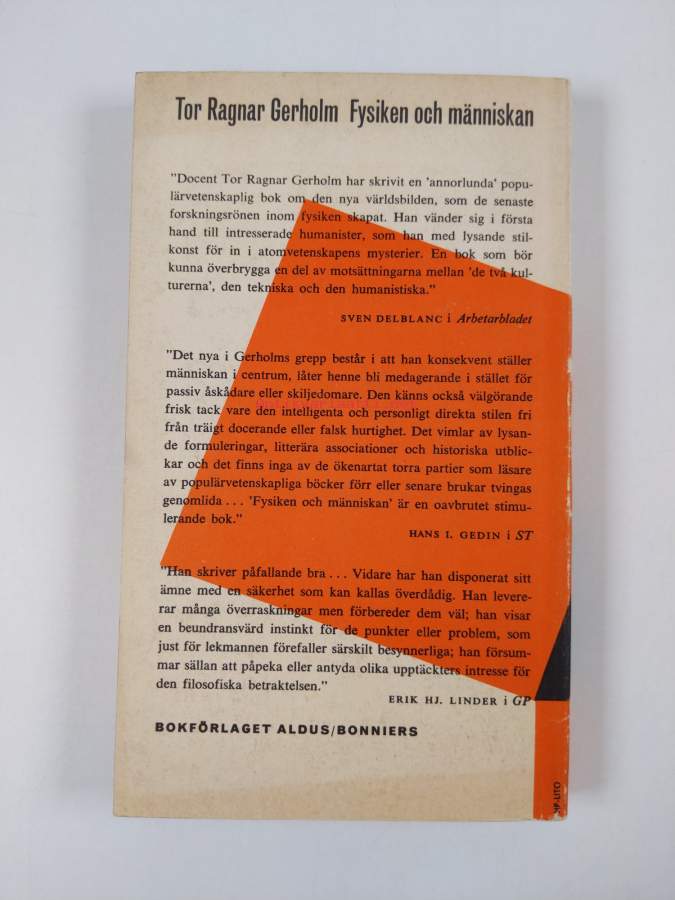 Tor Ragnar Gerholm Fysiken och människan
"Docent Tor Ragnar Gerholm har skrivit en 'annorlunda' popu-
lärvetenskaplig bok om den nya världsbilden, som de senaste
forskningsrönen inom fysiken skapat. Han vänder sig i första
hand till intresserade humanister, som han med lysande stil-
konst för in i atomvetenskapens mysterier. En bok som bör
kunna överbrygga en del av motsättningarna mellan 'de två kul-
turerna', den tekniska och den humanistiska."
SVEN DELBLANC i Arbetarbladet
"Det nya i Gerholms grepp består i att han konsekvent ställer
människan i centrum, låter henne bli medagerande i stället för
passiv åskådare eller skiljedomare. Den känns också välgörande
frisk tack vare den intelligenta och personligt direkta stilen fri
från träigt docerande eller falsk hurtighet. Det vimlar av lysan-
de formuleringar, litterära associationer och historiska utblic-
kar och det finns inga av de ökenartat torra partier som läsare
av populärvetenskapliga böcker förr eller senare brukar tvingas
genomlida . . . 'Fysiken och människan' är en oavbrutet stimu-
lerande bok."
HANS I. GEDIN i ST
"Han skriver påfallande bra . . . Vidare har han disponerat sitt
ämne med en säkerhet som kan kallas överdådig. Han levere-
rar många överraskningar men förbereder dem väl; han visar
en beundransvärd instinkt för de punkter eller problem, som
just för lekmannen förefaller särskilt besynnerliga; han försum-
mar sällan att påpeka eller antyda olika upptäckters intresse för
den filosofiska betraktelsen."
ERIK HJ. LINDER i GP
BOKFÖRLAGET ALDUS/BONNIERS